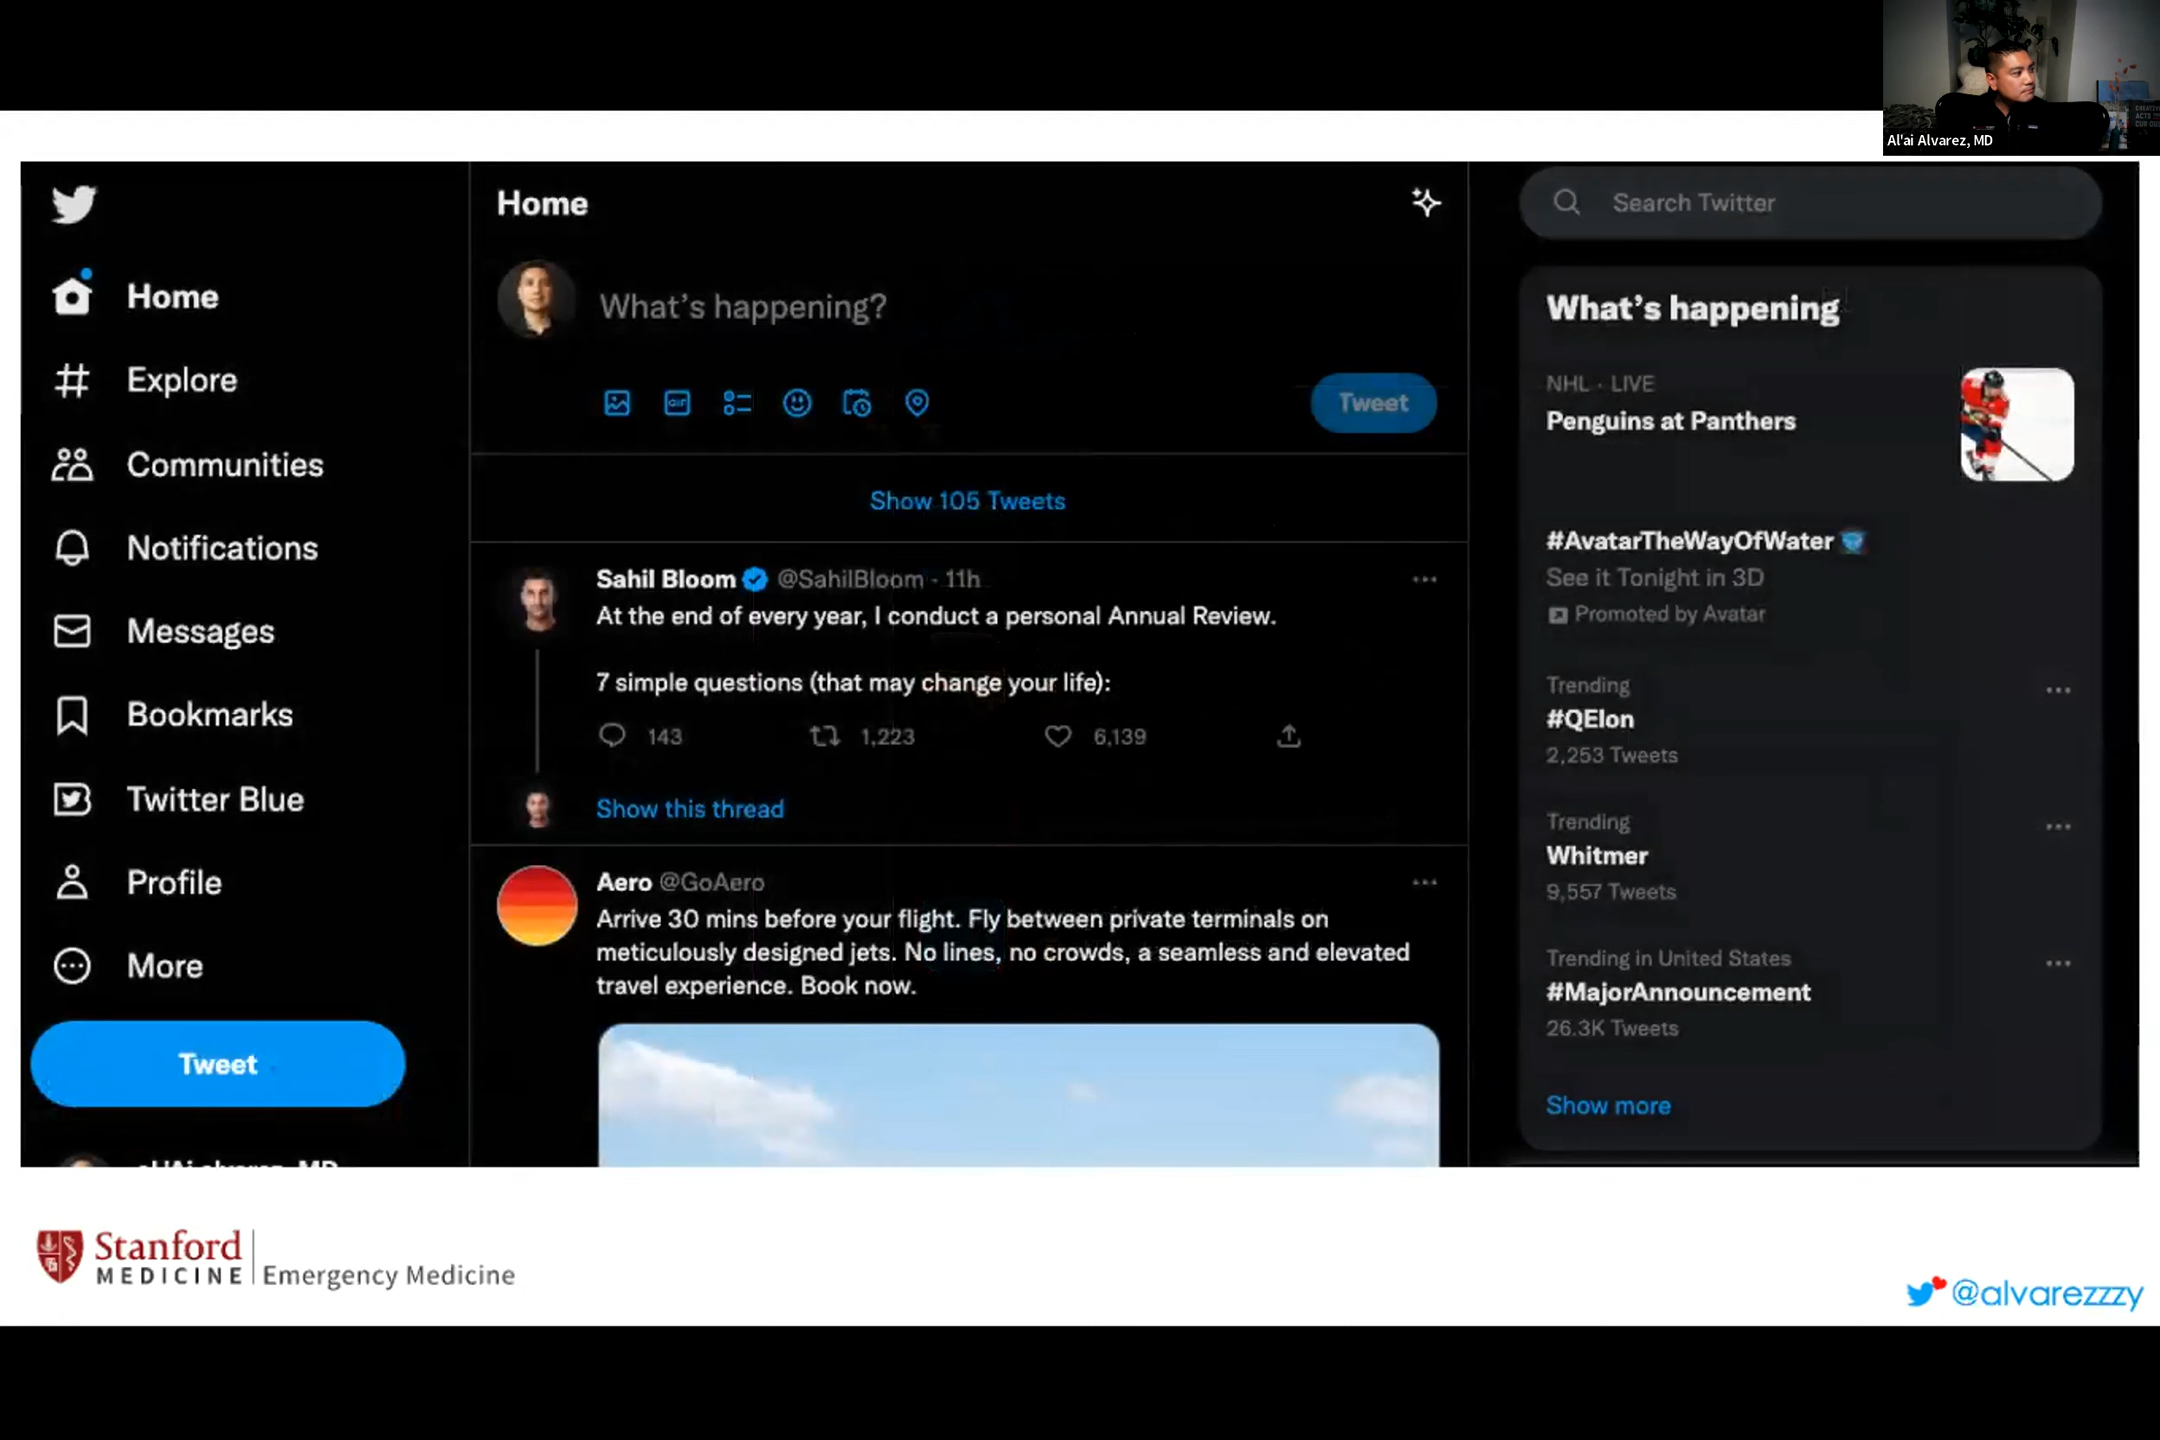 Al'ai Alvarez, MD
Home
Explore
Communities
Notifications
Messages
Bookmarks
Twitter Blue
Profile
More
Tweet
Home
What's happening?
GIF
Tweet
Show 105 Tweets
Sahil Bloom @SahilBloom · 11h
At the end of every year, I conduct a personal Annual Review.
7 simple questions (that may change your life):
143 1,223 6,139
Show this thread
Aero @GoAero
Arrive 30 mins before your flight. Fly between private terminals on
meticulously designed jets. No lines, no crowds, a seamless and elevated
travel experience. Book now.
Search Twitter
What's happening
NHL · LIVE
Penguins at Panthers
#AvatarTheWayOfWater
See it Tonight in 3D
Promoted by Avatar
Trending
#QElon
2,253 Tweets
Trending
Whitmer
9,557 Tweets
Trending in United States
#MajorAnnouncement
26.3K Tweets
Show more
Stanford
MEDICINE
Emergency Medicine
@alvarezzzy